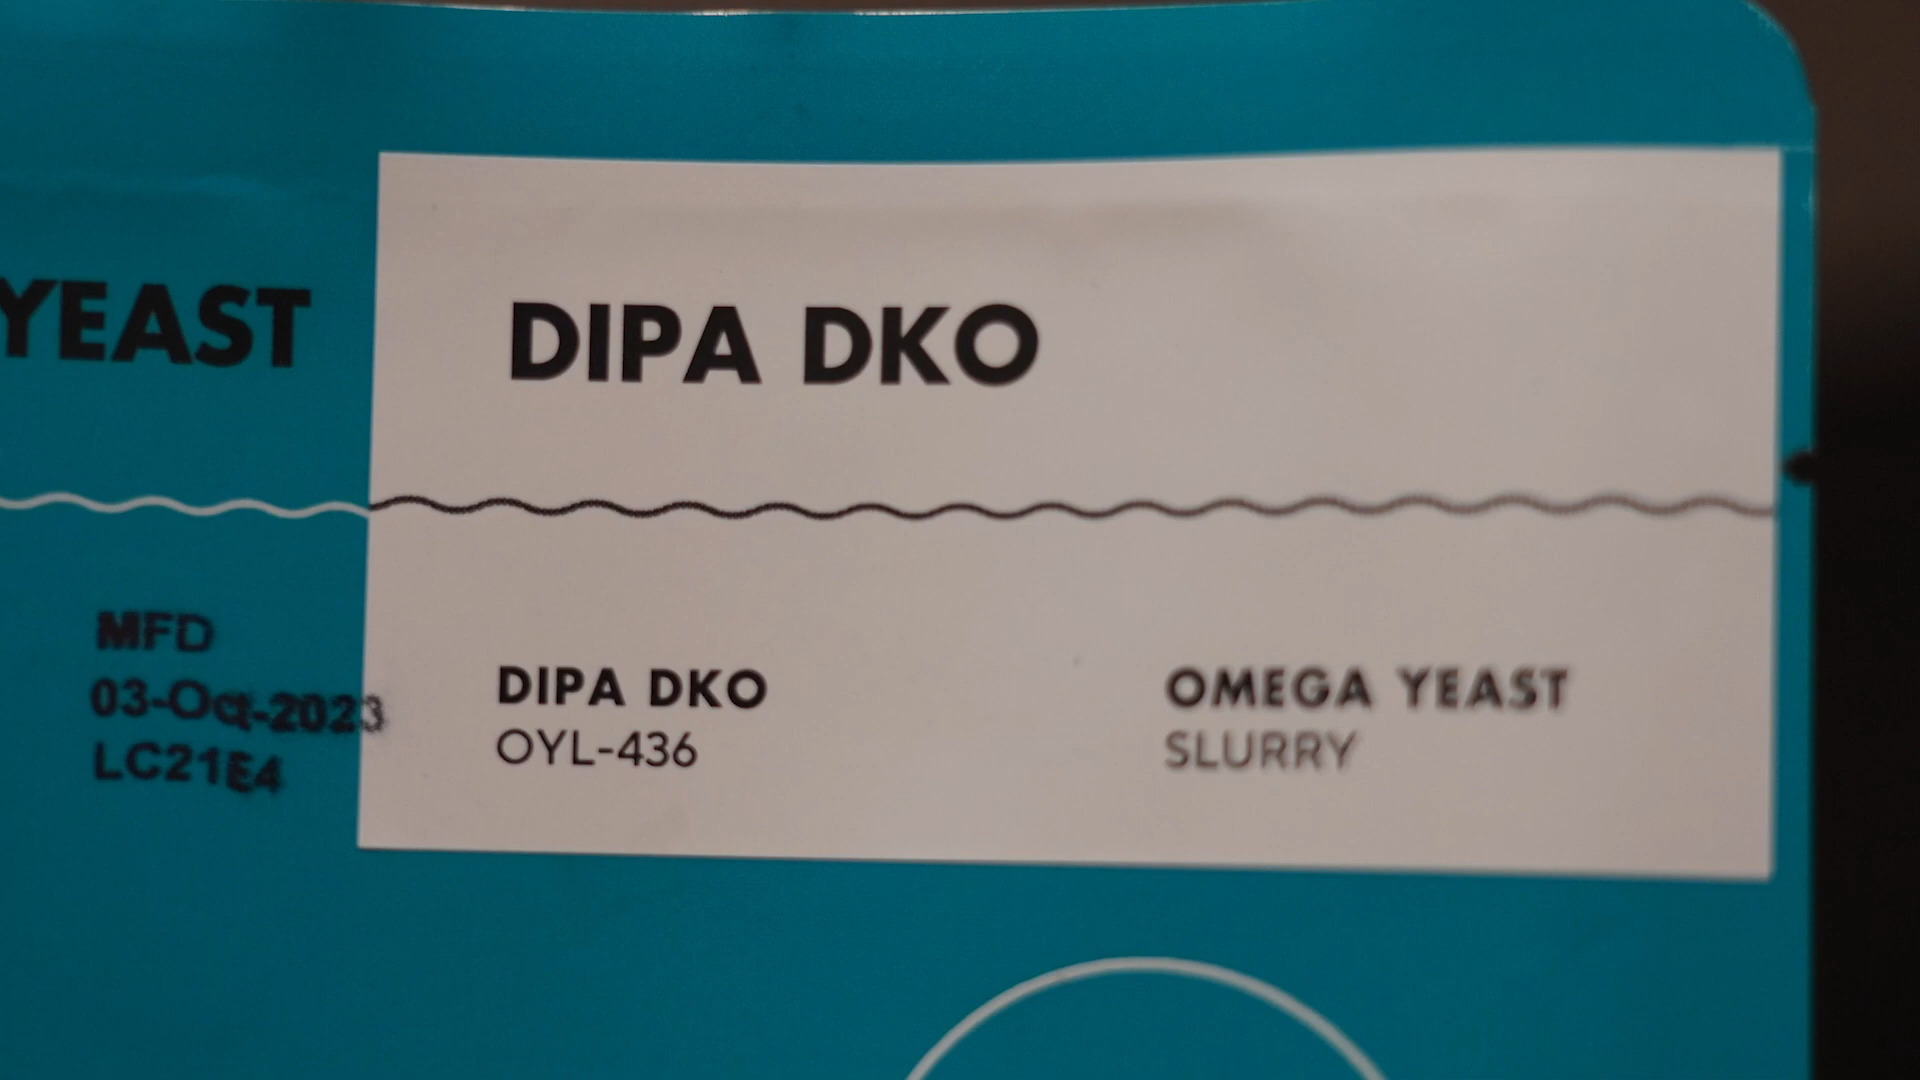 YEAST
DIPA DKO
MFD
03-Oct-2023
LC21E4
DIPA DKO
OYL-436
OMEGA YEAST
SLURRY